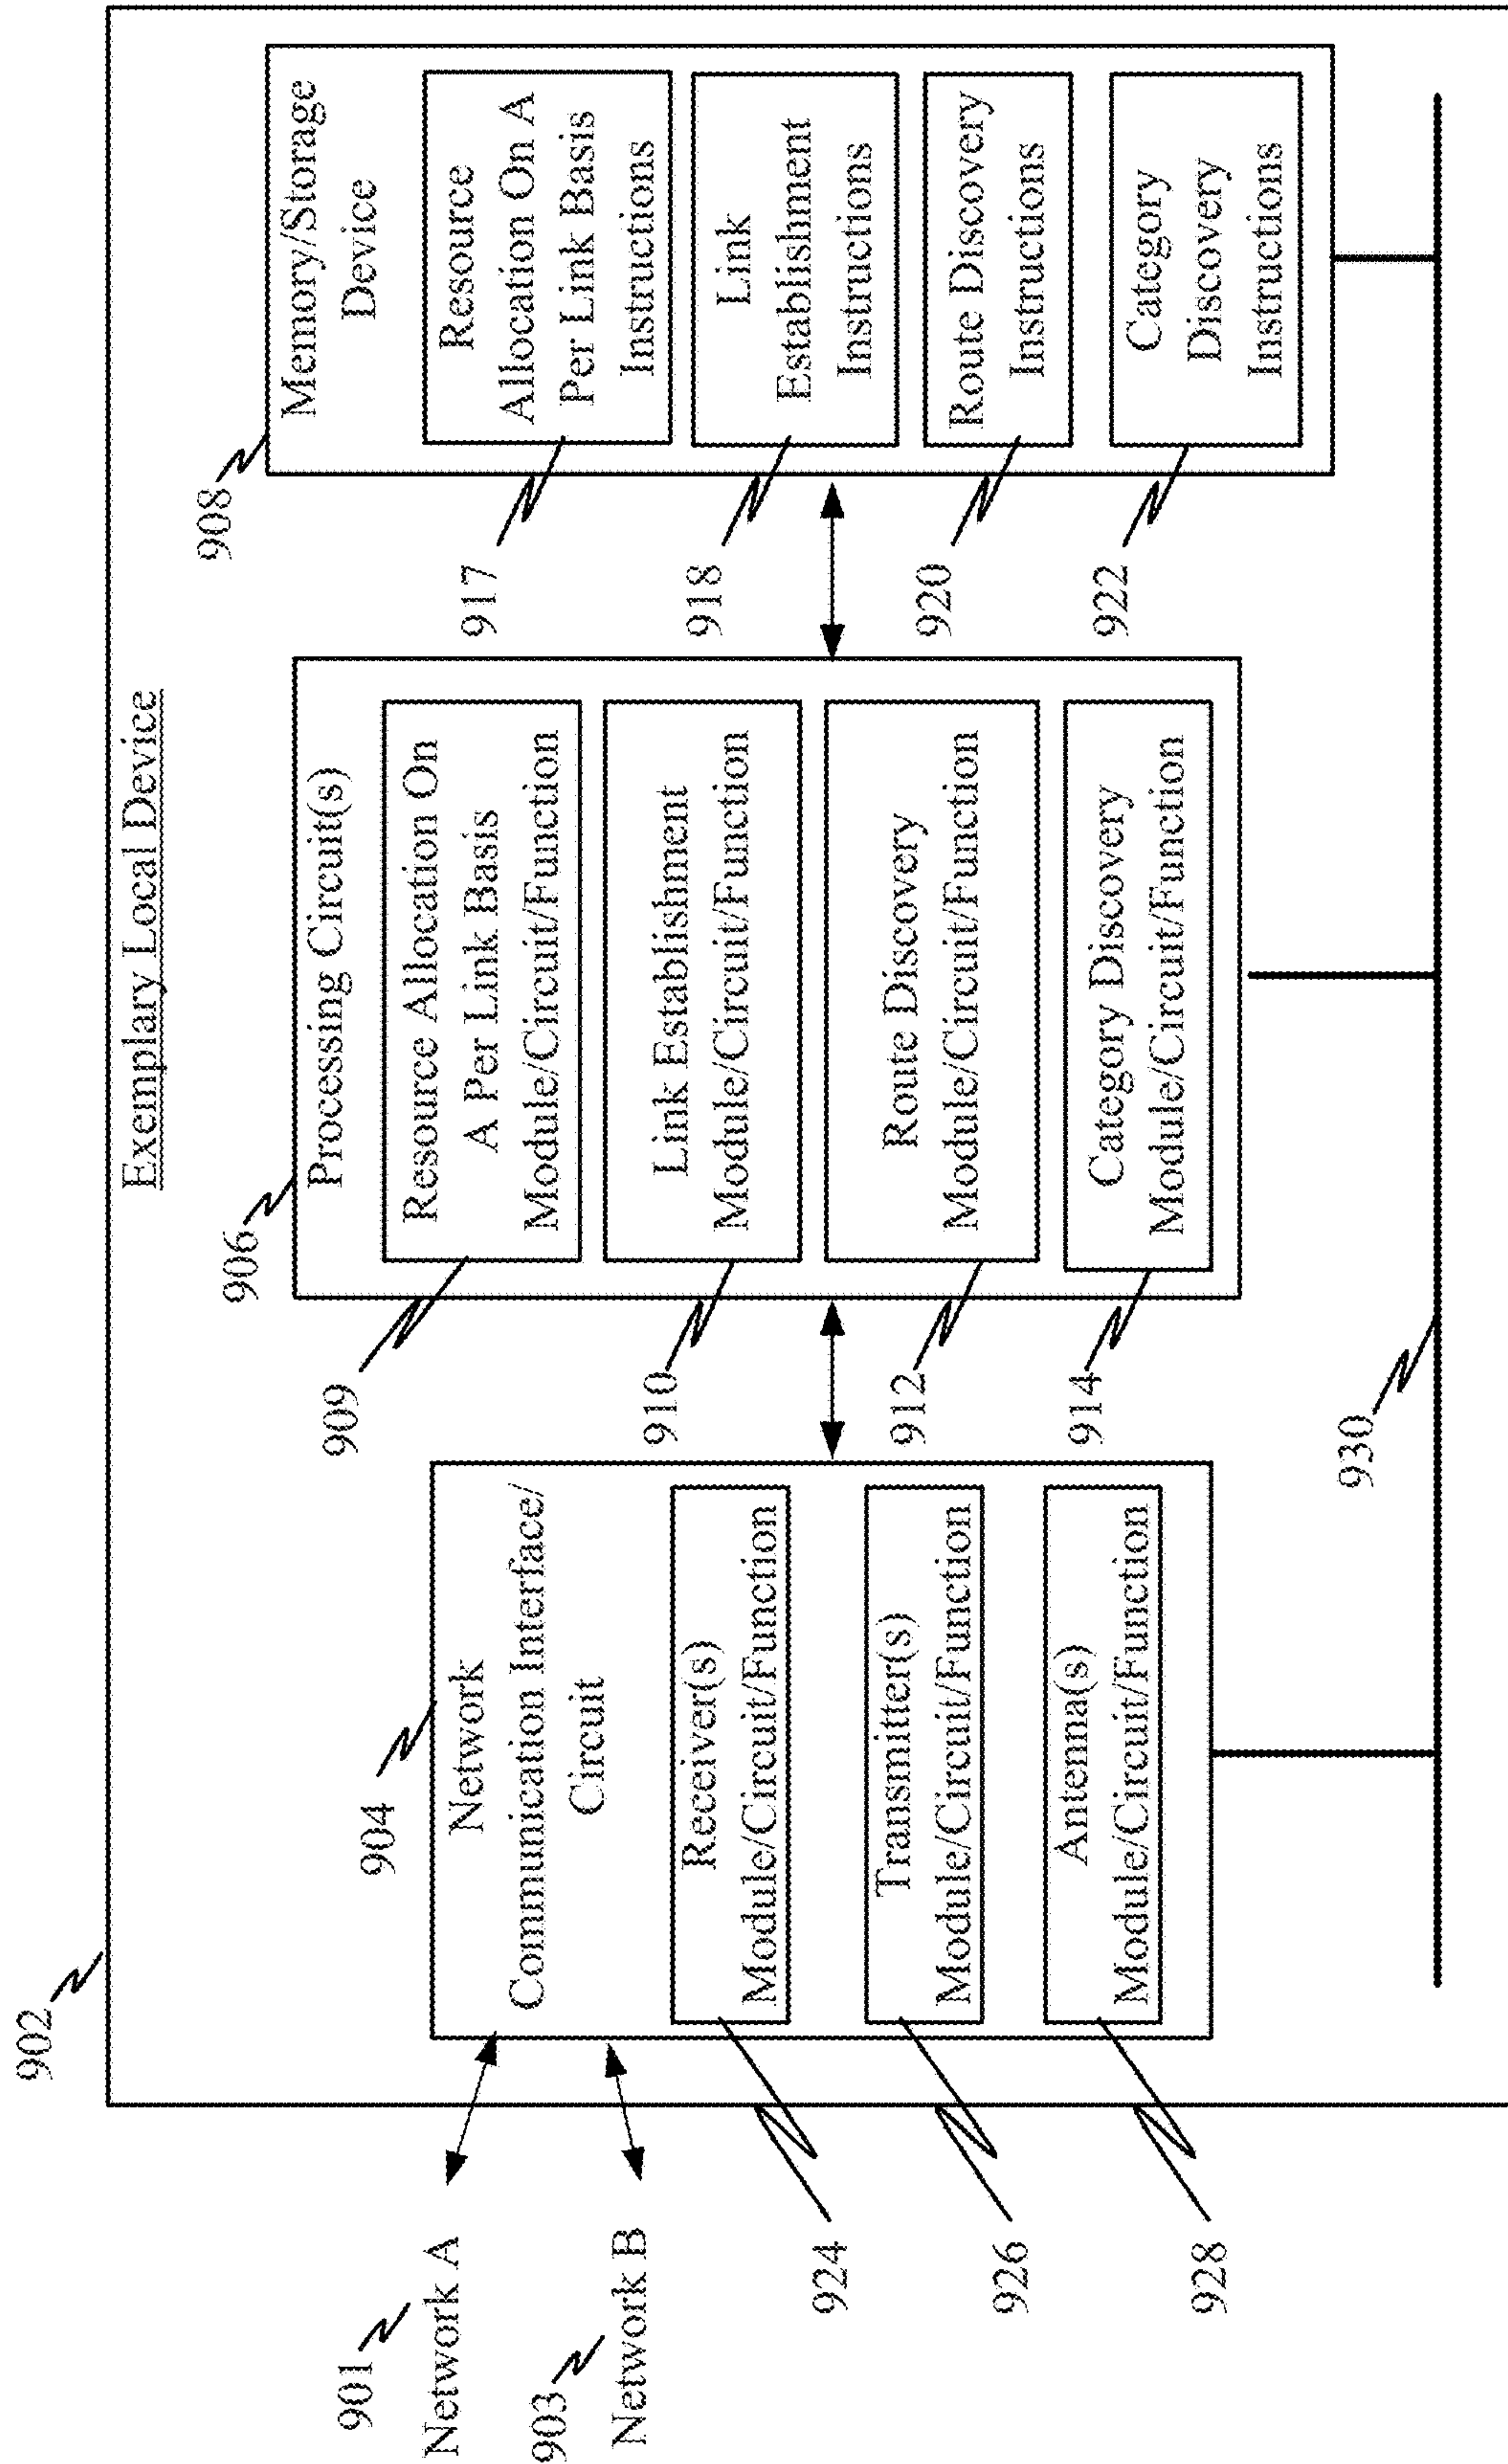 902
Exemplary Local Device
901
Network A
903
Network B
904
Network
Communication Interface/
Circuit
924
Receiver(s)
Module/Circuit/Function
926
Transmitter(s)
Module/Circuit/Function
928
Antenna(s)
Module/Circuit/Function
906
Processing Circuit(s)
909
Resource Allocation On
A Per Link Basis
Module/Circuit/Function
910
Link Establishment
Module/Circuit/Function
912
Route Discovery
Module/Circuit/Function
914
Category Discovery
Module/Circuit/Function
908
Memory/Storage
Device
917
Resource
Allocation On A
Per Link Basis
Instructions
918
Link
Establishment
Instructions
920
Route Discovery
Instructions
922
Category
Discovery
Instructions
930